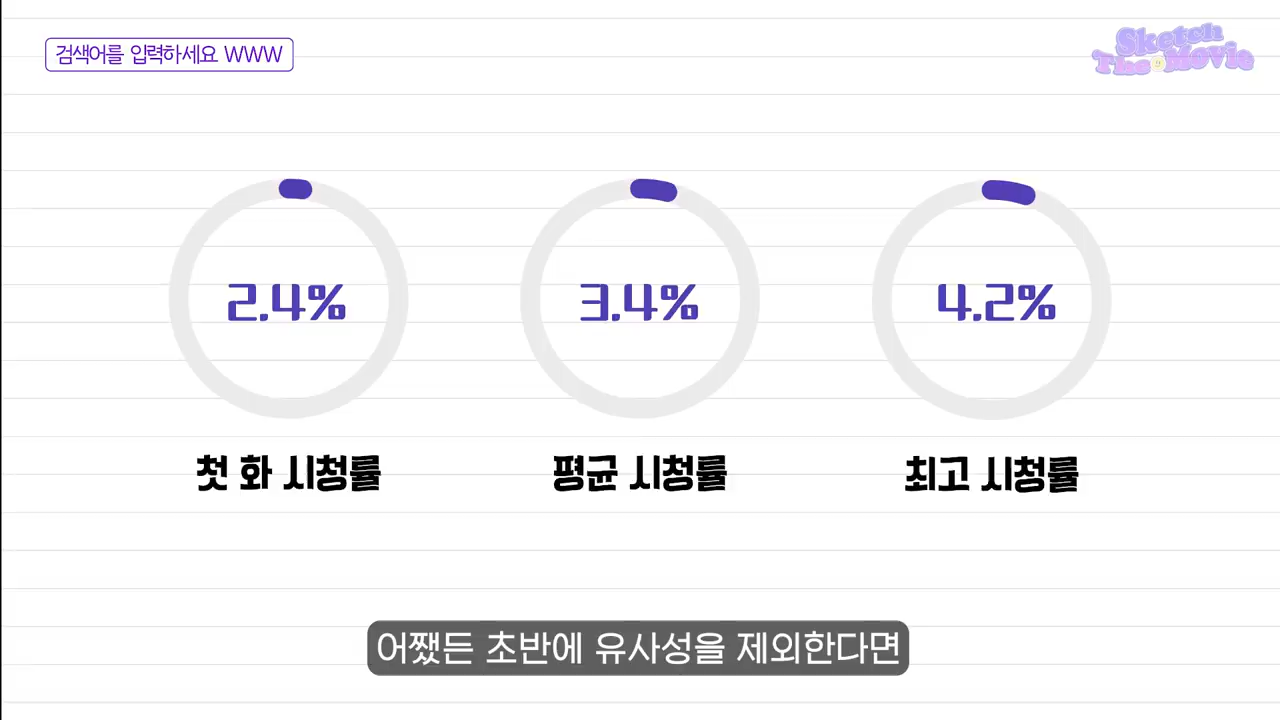 검색어를 입력하세요 WWW
Sketch
The Movie
2.4%
3.4%
4.2%
첫 화 시청률
평균 시청률
최고 시청률
어쨌든 초반에 유사성을 제외한다면